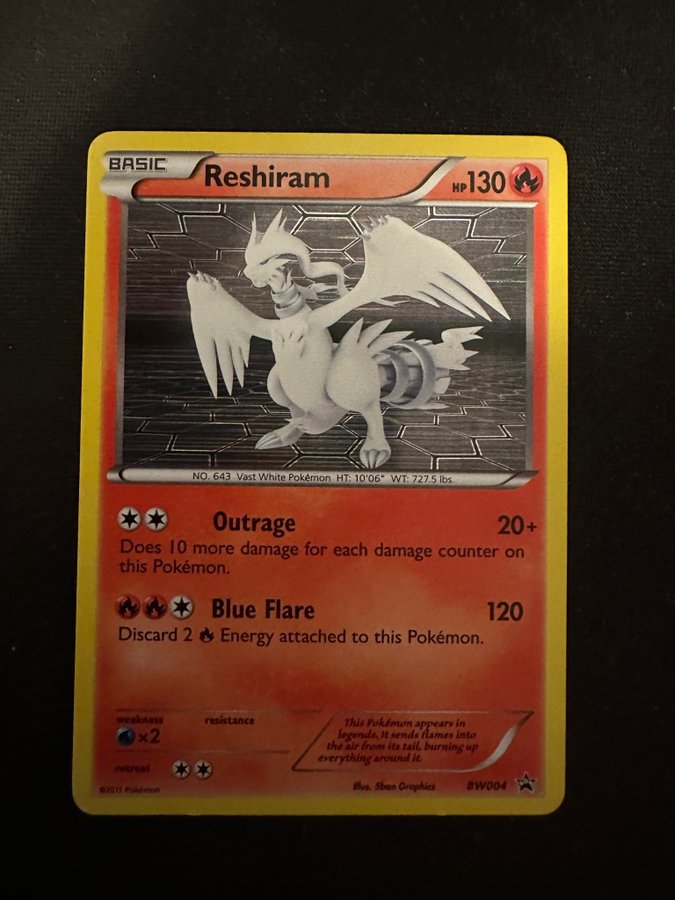 BASIC
Reshiram
HP 130
NO. 643 Vast White Pokémon HT: 10'06" WT: 727.5 lbs.
Outrage 20+
Does 10 more damage for each damage counter on
this Pokémon.
Blue Flare 120
Discard 2 Energy attached to this Pokémon.
weakness resistance
×2
This Pokémon appears in
legends. It sends flames into
the air from its tail, burning up
everything around it.
retreat
©2011 Pokémon
Illus. 5ban Graphics
BW004